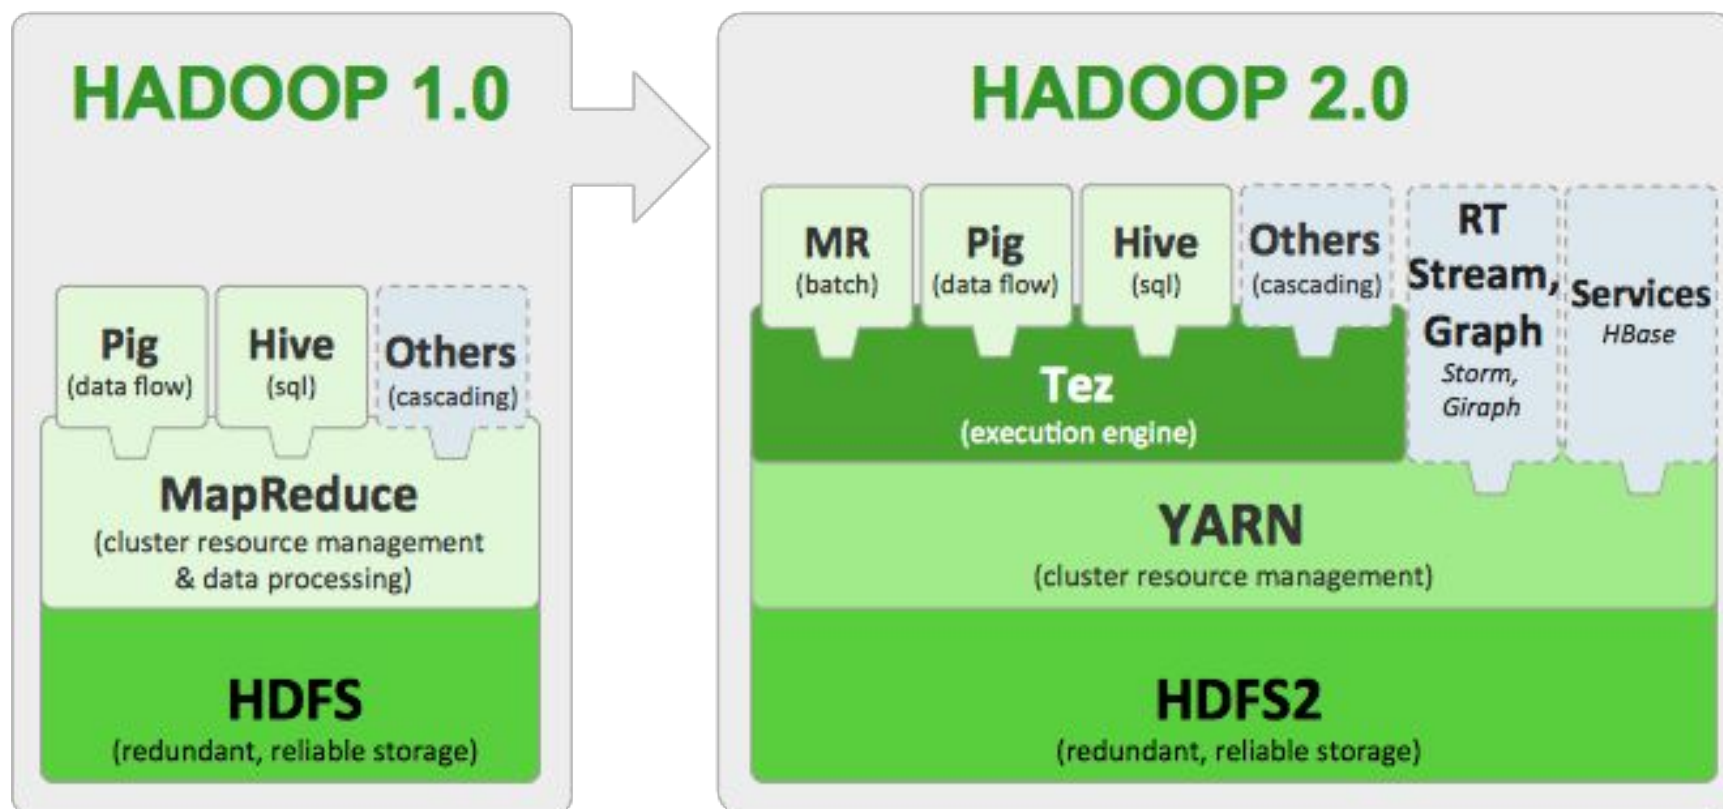 HADOOP 1.0
Pig
(data flow)
Hive
(sql)
Others
(cascading)
MapReduce
(cluster resource management
& data processing)
HDFS
(redundant, reliable storage)
HADOOP 2.0
MR
(batch)
Pig
(data flow)
Hive
(sql)
Others
(cascading)
RT
Stream,
Graph
Storm,
Giraph
Services
HBase
Tez
(execution engine)
YARN
(cluster resource management)
HDFS2
(redundant, reliable storage)